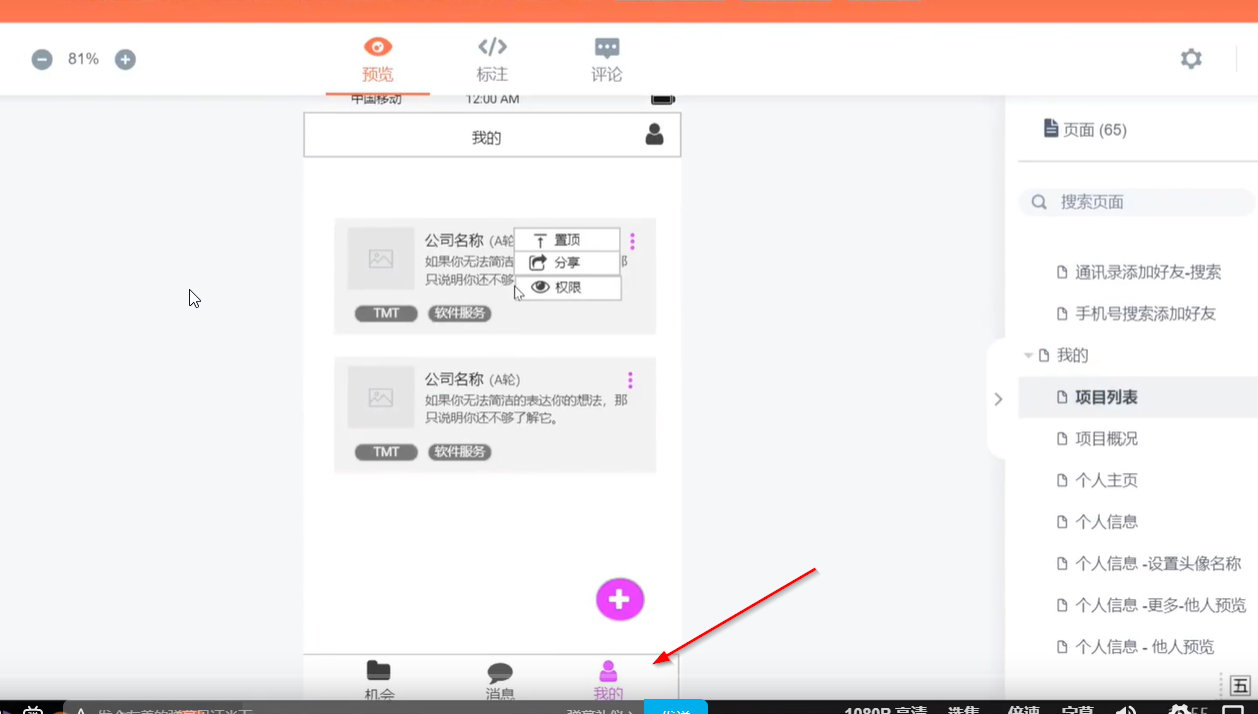 81%
预览
标注
评论
中国移动
12:00 AM
我的
公司名称 (A轮
如果你无法简洁
那
只说明你还不够
置顶
分享
权限
TMT
软件服务
公司名称 (A轮)
如果你无法简洁的表达你的想法，那
只说明你还不够了解它。
TMT
软件服务
机会
消息
我的
页面 (65)
搜索页面
通讯录添加好友-搜索
手机号搜索添加好友
我的
项目列表
项目概况
个人主页
个人信息
个人信息 -设置头像名称
个人信息 -更多-他人预览
个人信息 - 他人预览
五
1080P 高清
选集
倍速
字幕